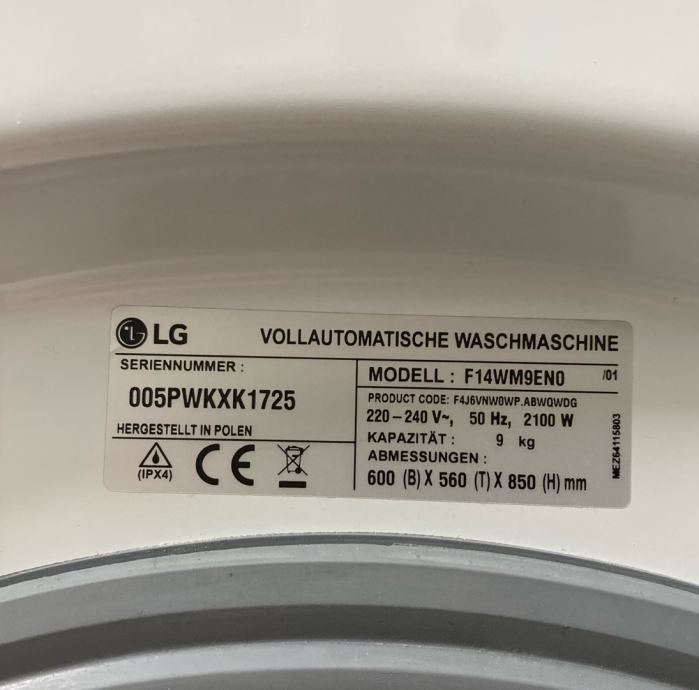 LG VOLLAUTOMATISCHE WASCHMASCHINE
SERIENNUMMER :
005PWKXK1725
HERGESTELLT IN POLEN
(IPX4) CE
MODELL : F14WM9EN0 /01
PRODUCT CODE: F4J6VNW0WP.ABWQWDG
220-240 V~, 50 Hz, 2100 W
KAPAZITÄT : 9 kg
ABMESSUNGEN :
600 (B) X 560 (T) X 850 (H) mm
MEZ64115803